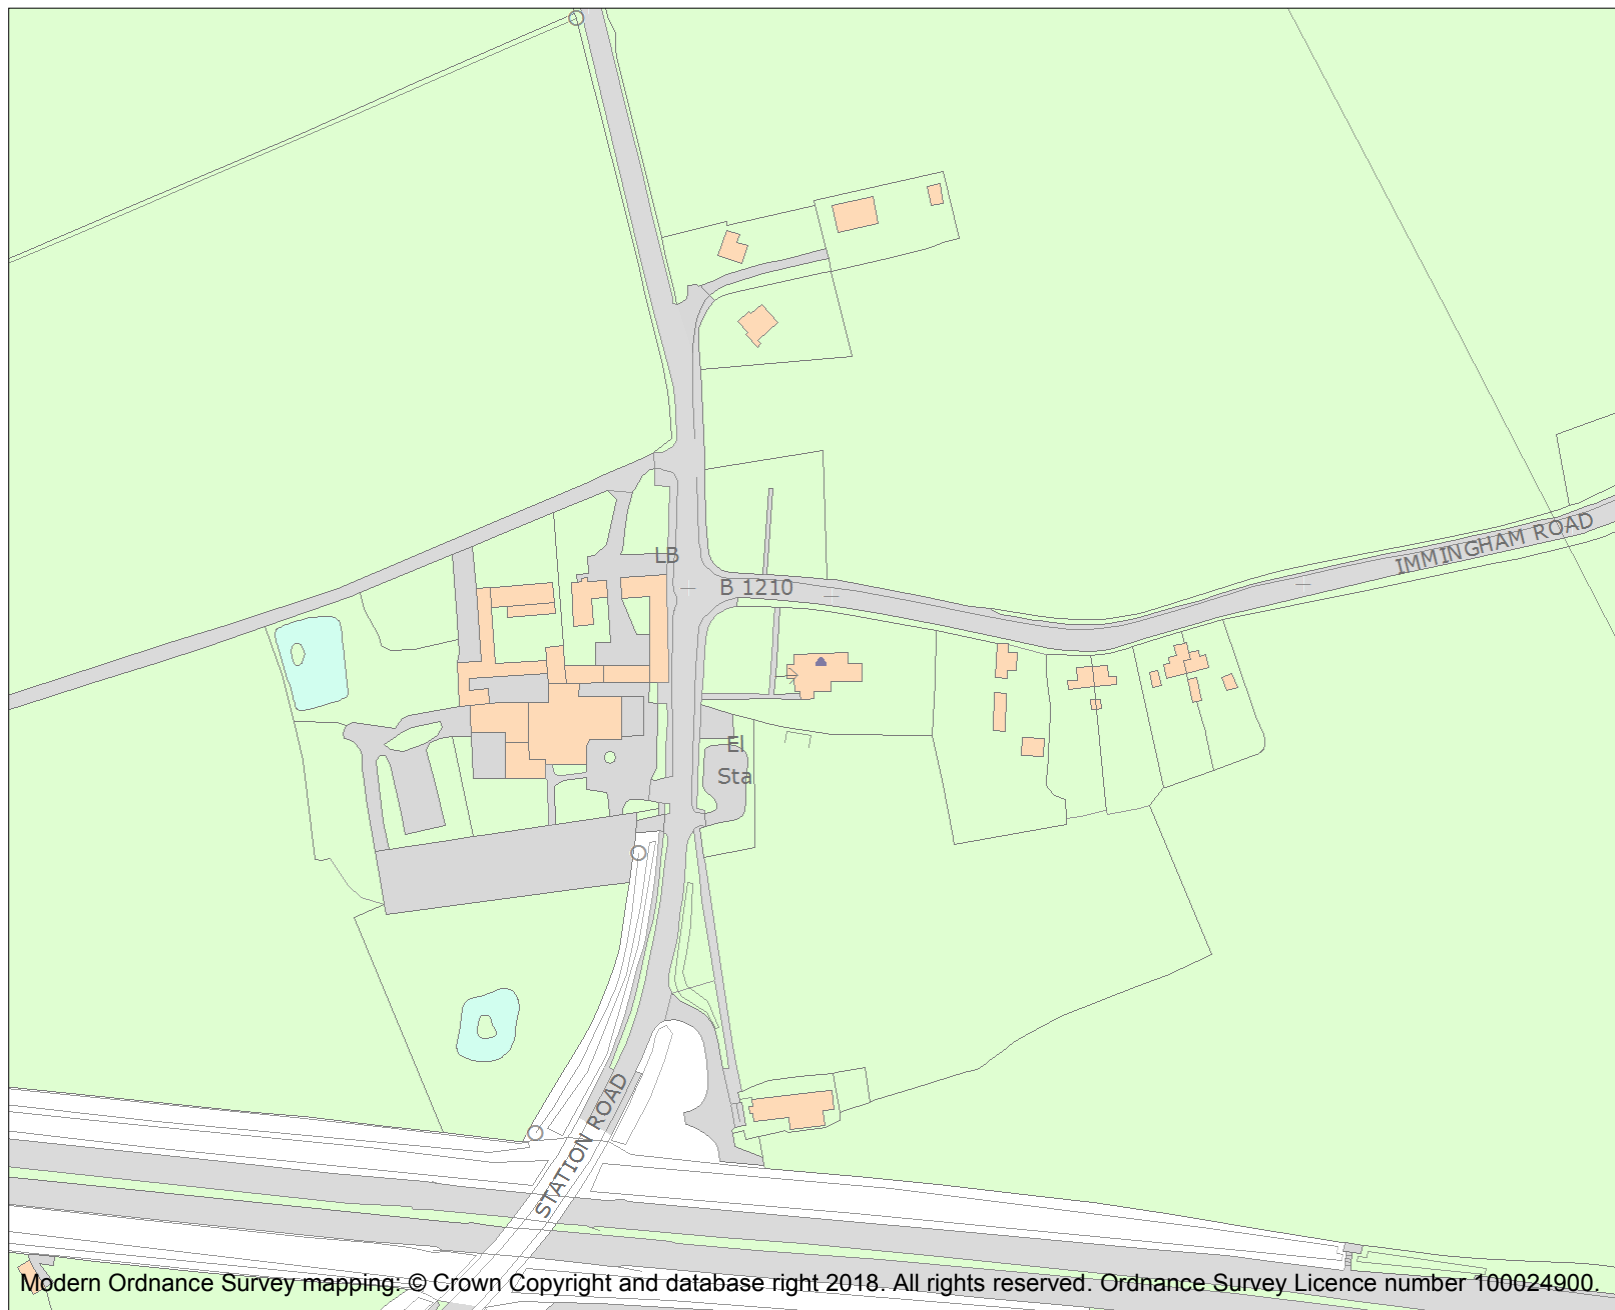 IMMINGHAM ROAD
LB
B 1210
El
Sta
STATION ROAD
Modern Ordnance Survey mapping: © Crown Copyright and database right 2018. All rights reserved. Ordnance Survey Licence number 100024900.